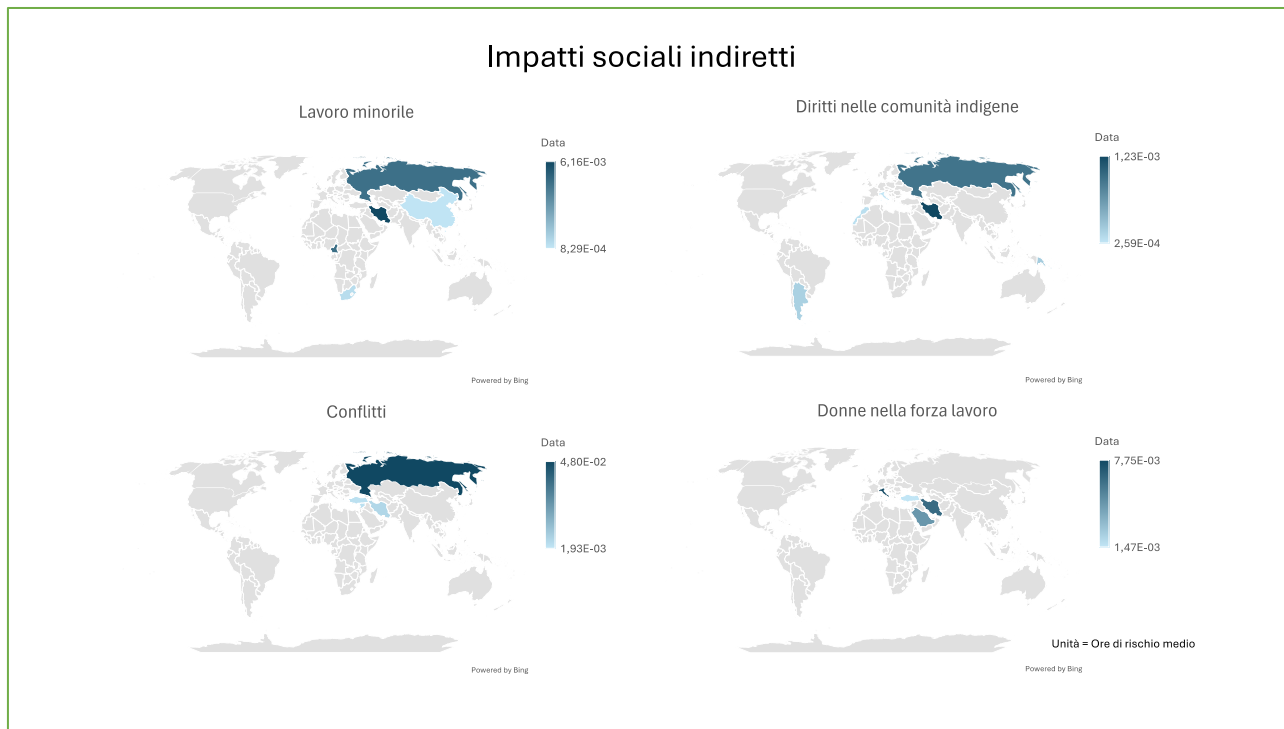 Impatti sociali indiretti
Lavoro minorile
Data
6,16E-03
8,29E-04
Powered by Bing
Diritti nelle comunità indigene
Data
1,23E-03
2,59E-04
Powered by Bing
Conflitti
Data
4,80E-02
1,93E-03
Powered by Bing
Donne nella forza lavoro
Data
7,75E-03
1,47E-03
Unità = Ore di rischio medio
Powered by Bing